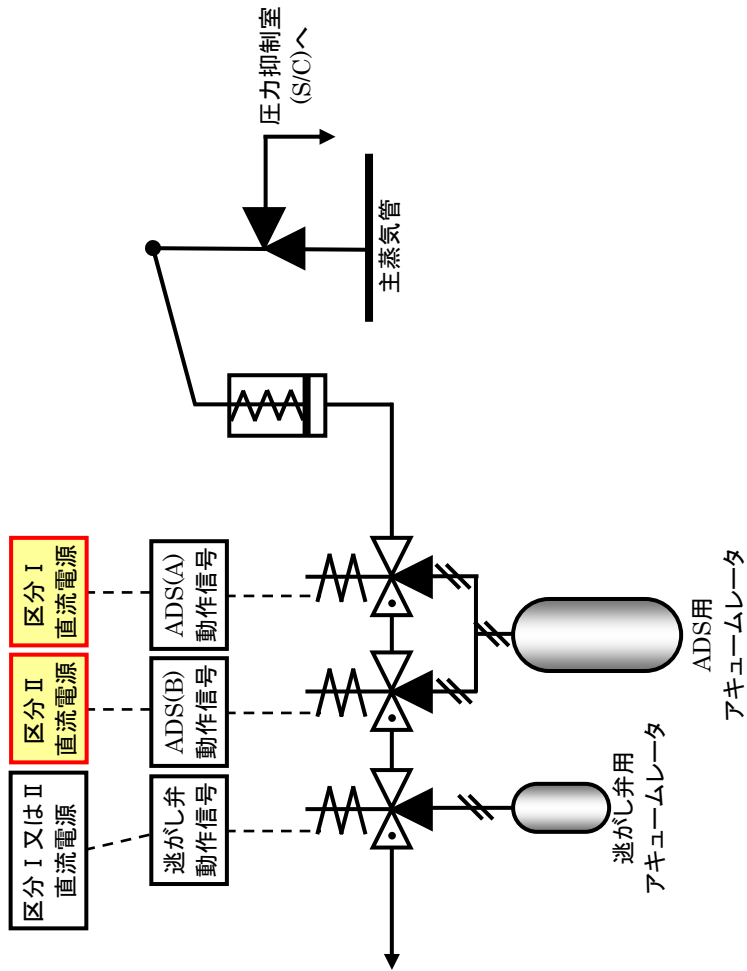 区分Ⅰ又はⅡ
直流電源
区分Ⅱ
直流電源
区分Ⅰ
直流電源
逃がし弁
動作信号
ADS(B)
動作信号
ADS(A)
動作信号
圧力抑制室
(S/C)へ
主蒸気管
逃がし弁用
アキュームレータ
ADS用
アキュームレータ